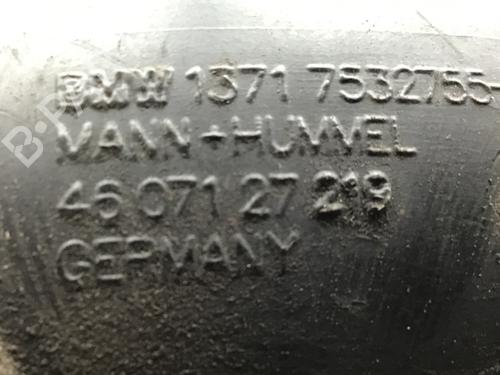 BMW 1371 7532755
MANN+HUMMEL
46 071 27 219
GERMANY